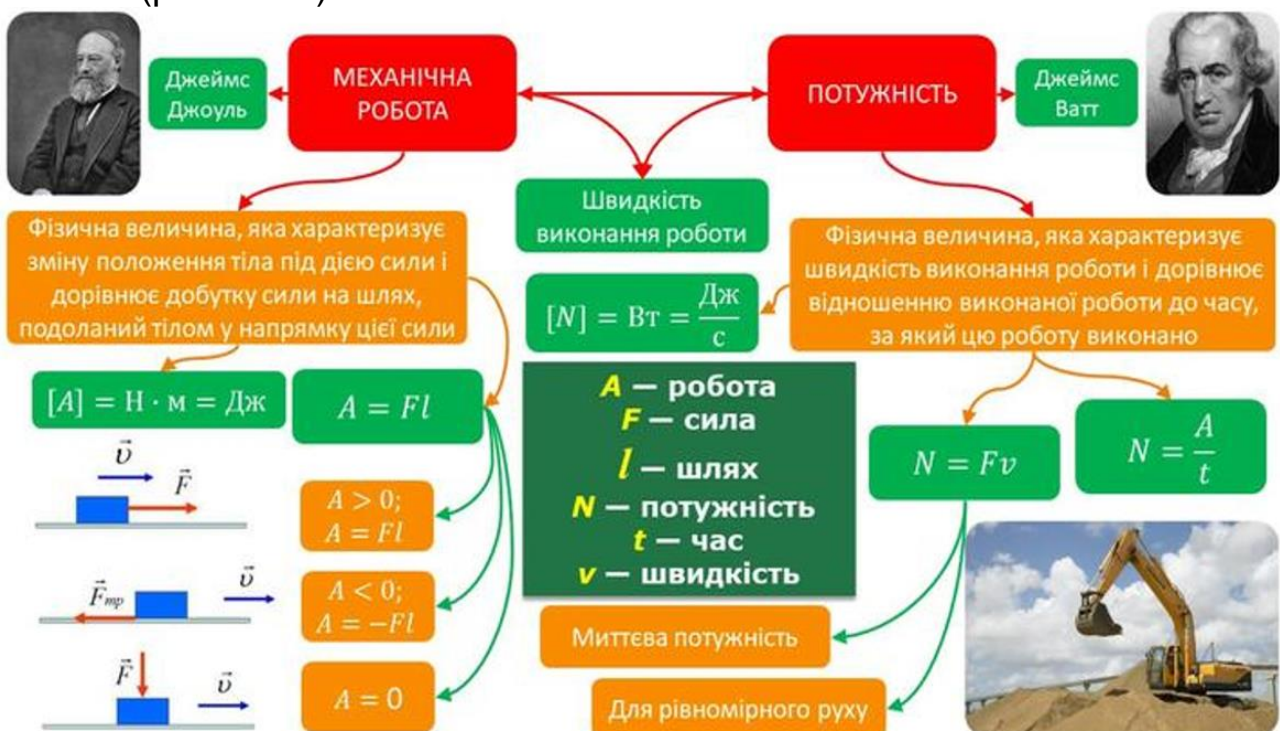 Джеймс
Джоуль
МЕХАНІЧНА
РОБОТА
ПОТУЖНІСТЬ
Джеймс
Ватт
Швидкість
виконання роботи
Фізична величина, яка характеризує
зміну положення тіла під дією сили і
дорівнює добутку сили на шлях,
подоланий тілом у напрямку цієї сили
Фізична величина, яка характеризує
швидкість виконання роботи і дорівнює
відношенню виконаної роботи до часу,
за який цю роботу виконано
[N] = Вт = Дж/с
[A] = Н · м = Дж
A = Fl
A — робота
F — сила
l — шлях
N — потужність
t — час
v — швидкість
N = Fv
N = A/t
υ⃗
F⃗
A > 0;
A = Fl
F⃗тр
υ⃗
A < 0;
A = −Fl
F⃗
υ⃗
A = 0
Миттєва потужність
Для рівномірного руху